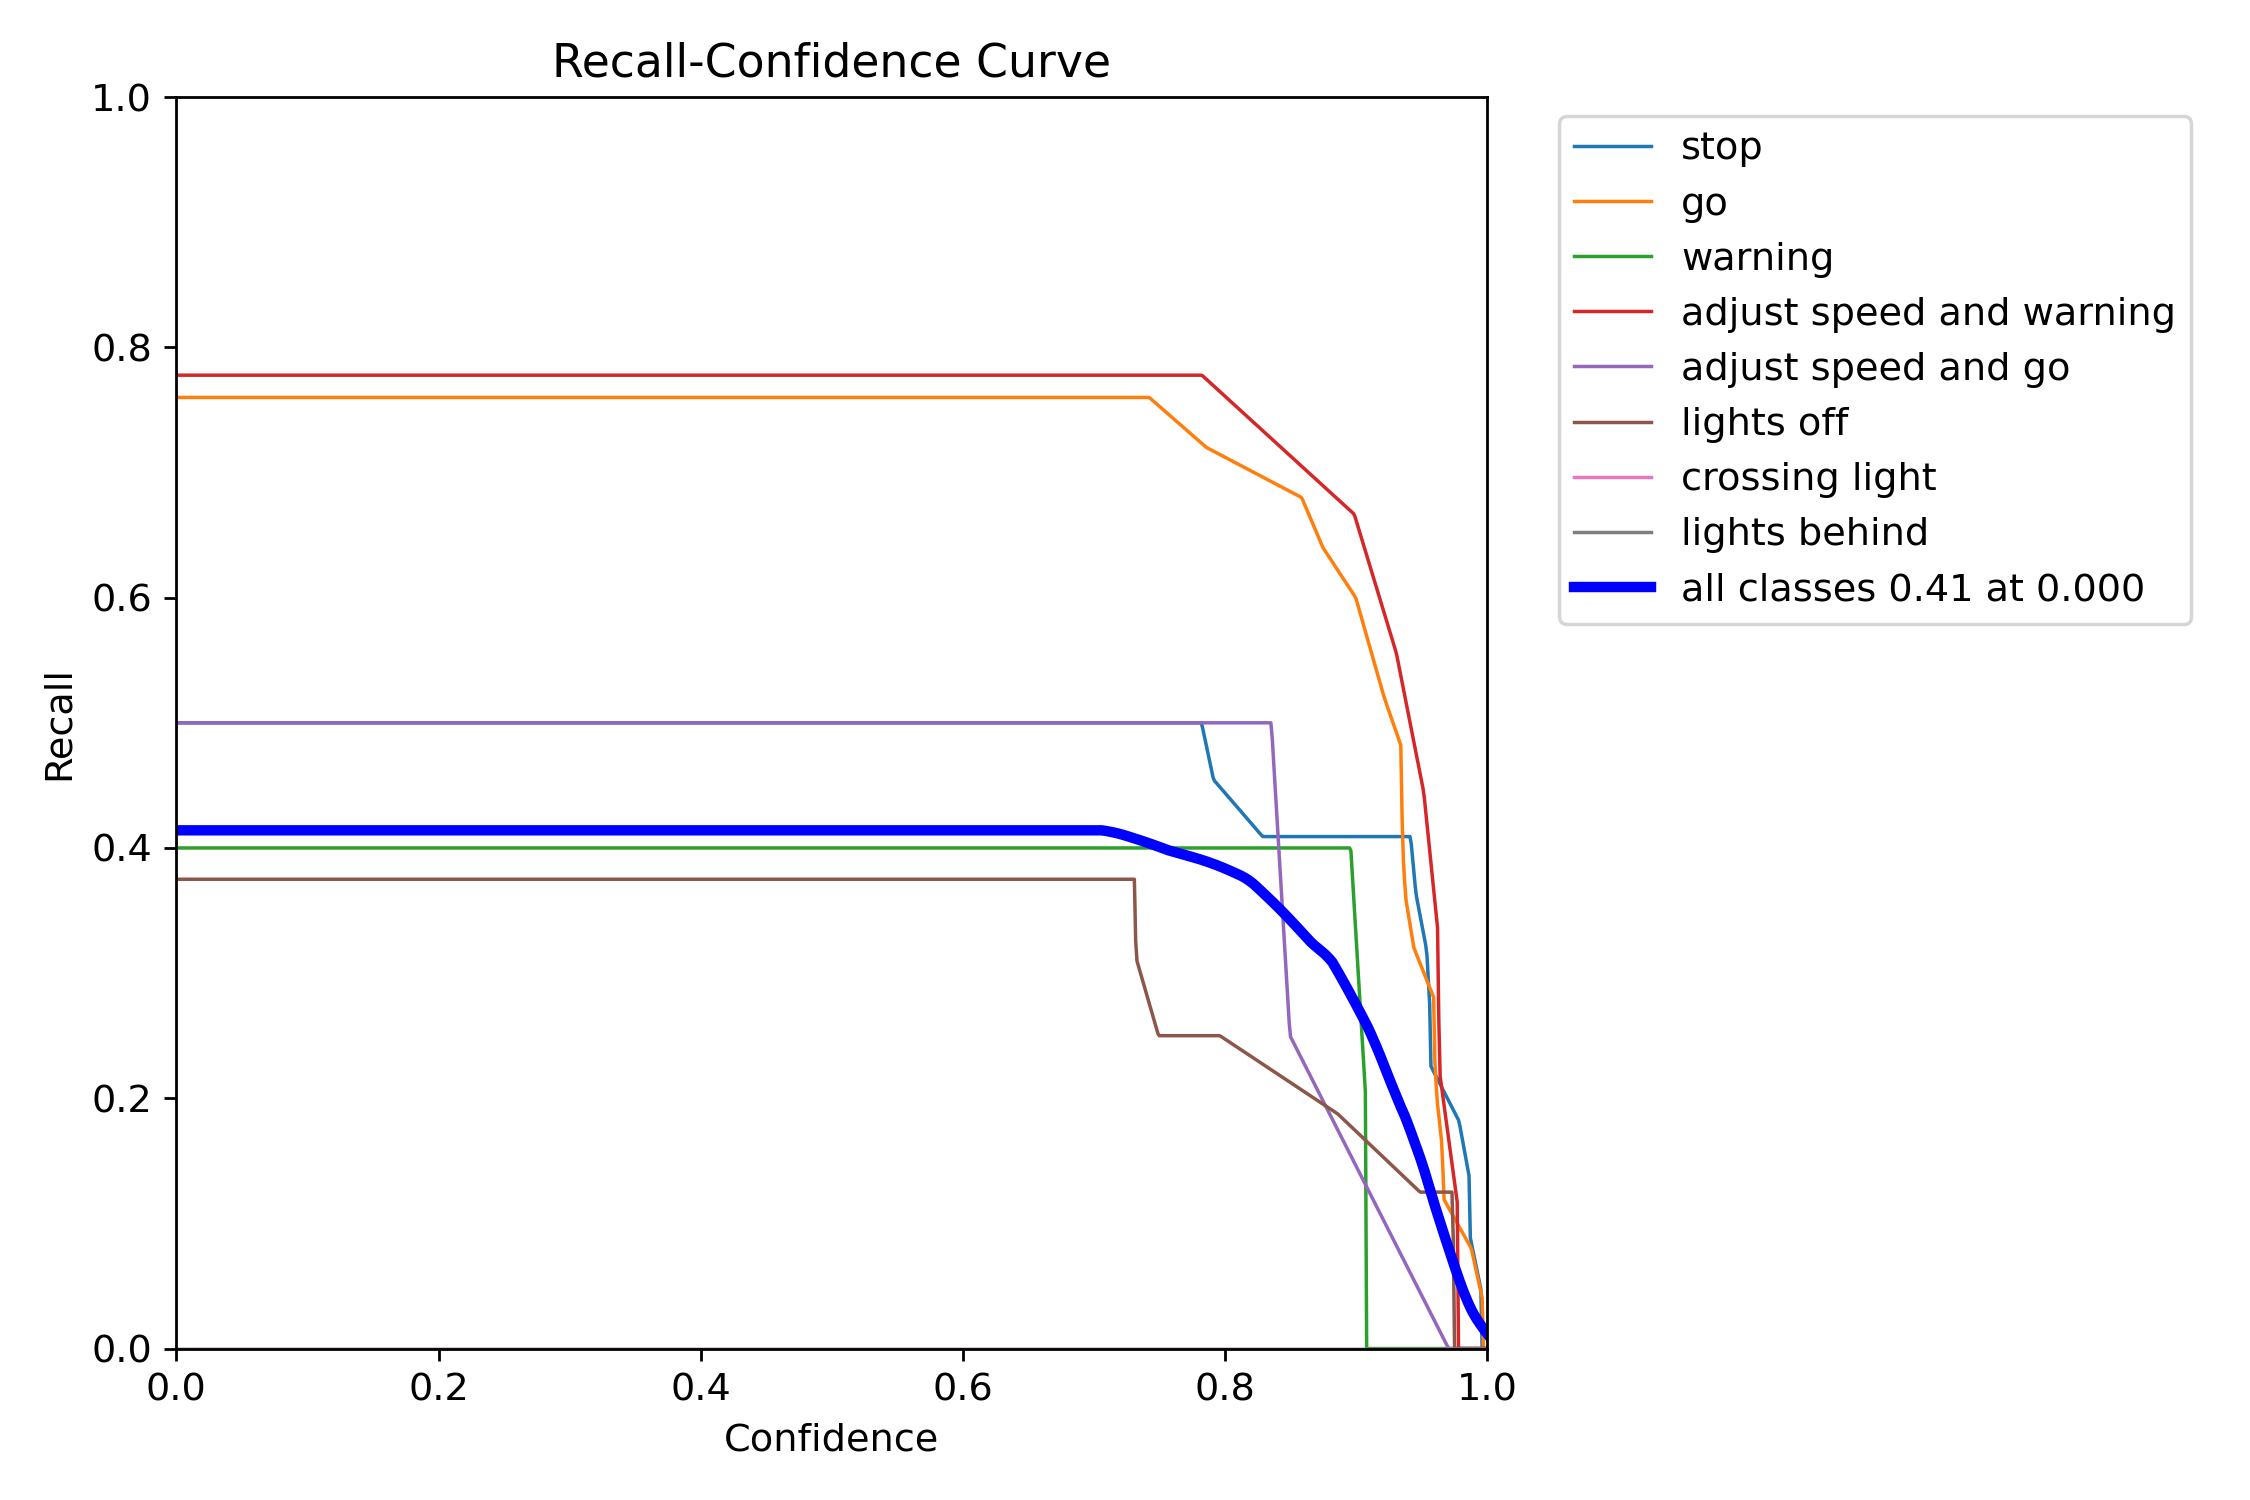 Recall-Confidence Curve
1.0
0.8
0.6
0.4
0.2
0.0
Recall
0.0 0.2 0.4 0.6 0.8 1.0
Confidence
stop
go
warning
adjust speed and warning
adjust speed and go
lights off
crossing light
lights behind
all classes 0.41 at 0.000